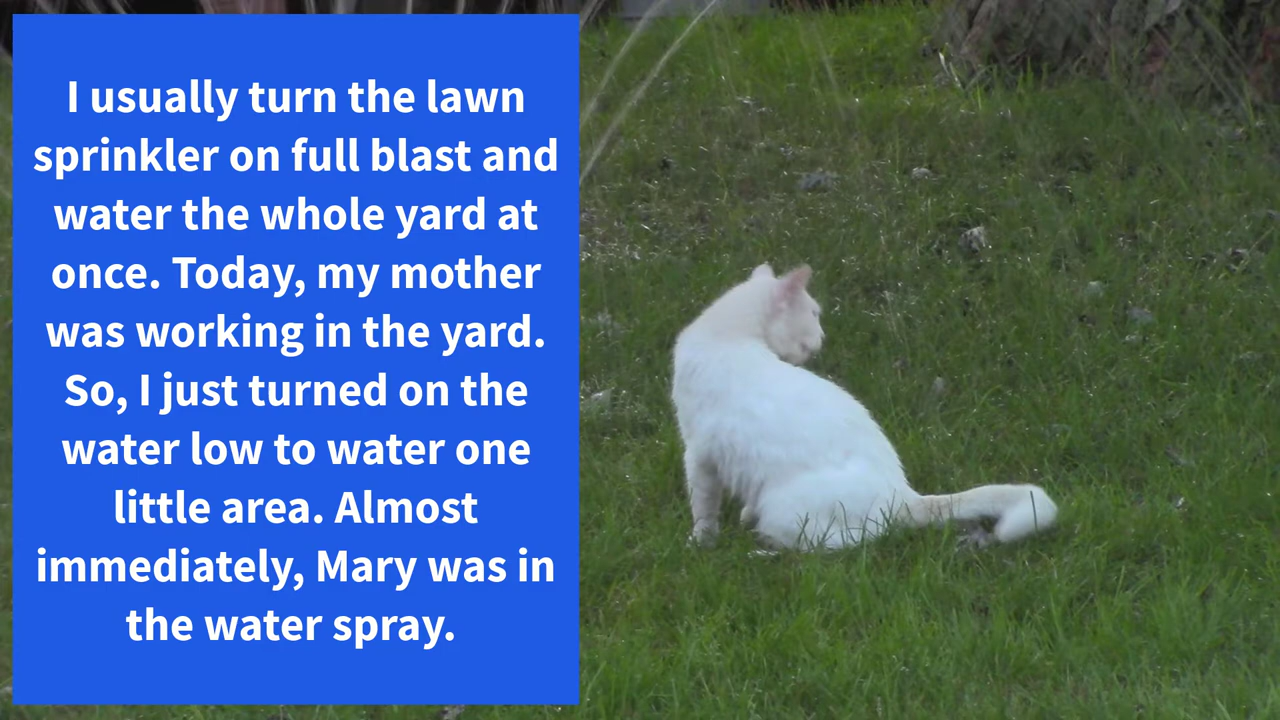 I usually turn the lawn
sprinkler on full blast and
water the whole yard at
once. Today, my mother
was working in the yard.
So, I just turned on the
water low to water one
little area. Almost
immediately, Mary was in
the water spray.